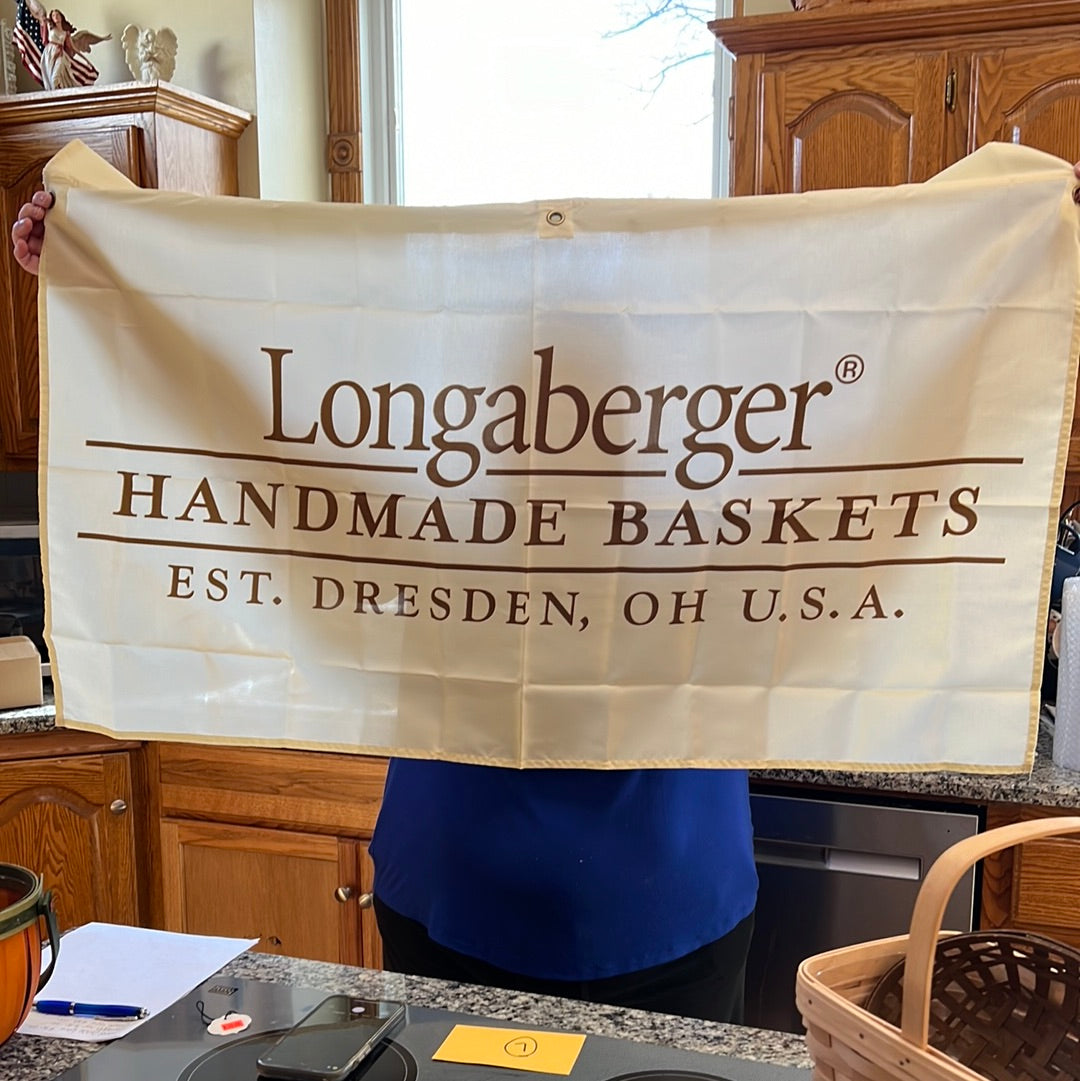 Longaberger®
HANDMADE BASKETS
EST. DRESDEN, OH U.S.A.